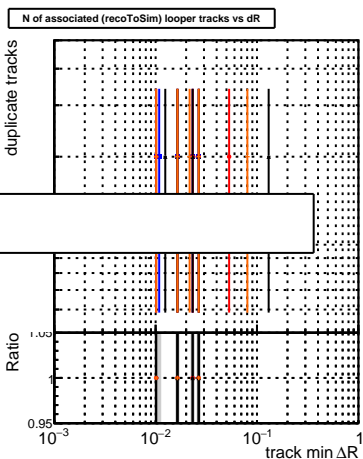 N of associated (recoToSim) looper tracks vs dR
duplicate tracks
Ratio
1.05
1
0.95
10⁻³
10⁻²
10⁻¹
1
track min ΔR